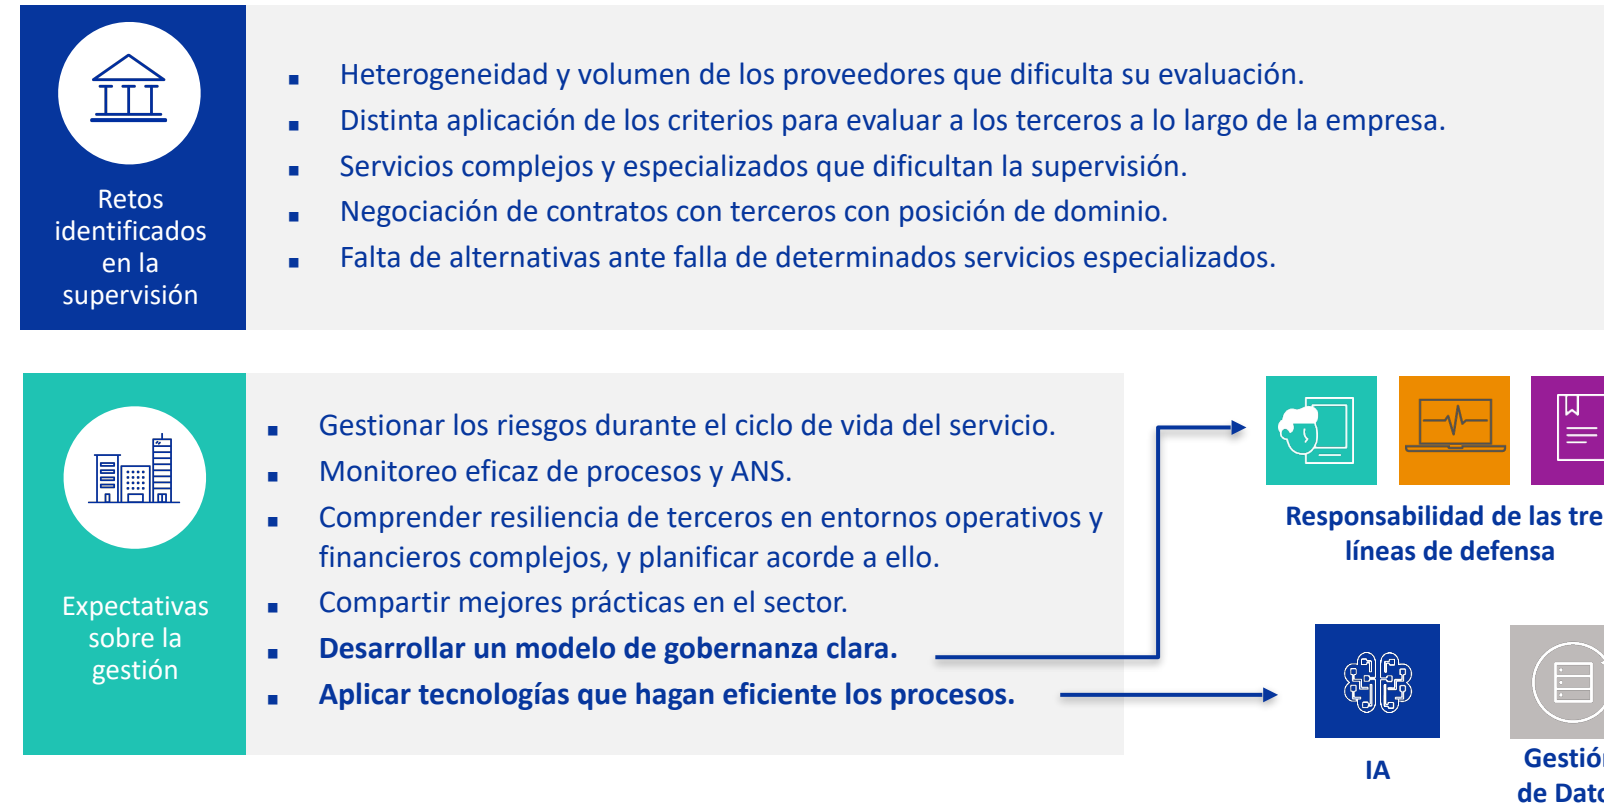 Retos
identificados
en la
supervisión
Heterogeneidad y volumen de los proveedores que dificulta su evaluación.
Distinta aplicación de los criterios para evaluar a los terceros a lo largo de la empresa.
Servicios complejos y especializados que dificultan la supervisión.
Negociación de contratos con terceros con posición de dominio.
Falta de alternativas ante falla de determinados servicios especializados.
Expectativas
sobre la
gestión
Gestionar los riesgos durante el ciclo de vida del servicio.
Monitoreo eficaz de procesos y ANS.
Comprender resiliencia de terceros en entornos operativos y
financieros complejos, y planificar acorde a ello.
Compartir mejores prácticas en el sector.
Desarrollar un modelo de gobernanza clara.
Aplicar tecnologías que hagan eficiente los procesos.
Responsabilidad de las tre
líneas de defensa
IA
Gestión
de Dato